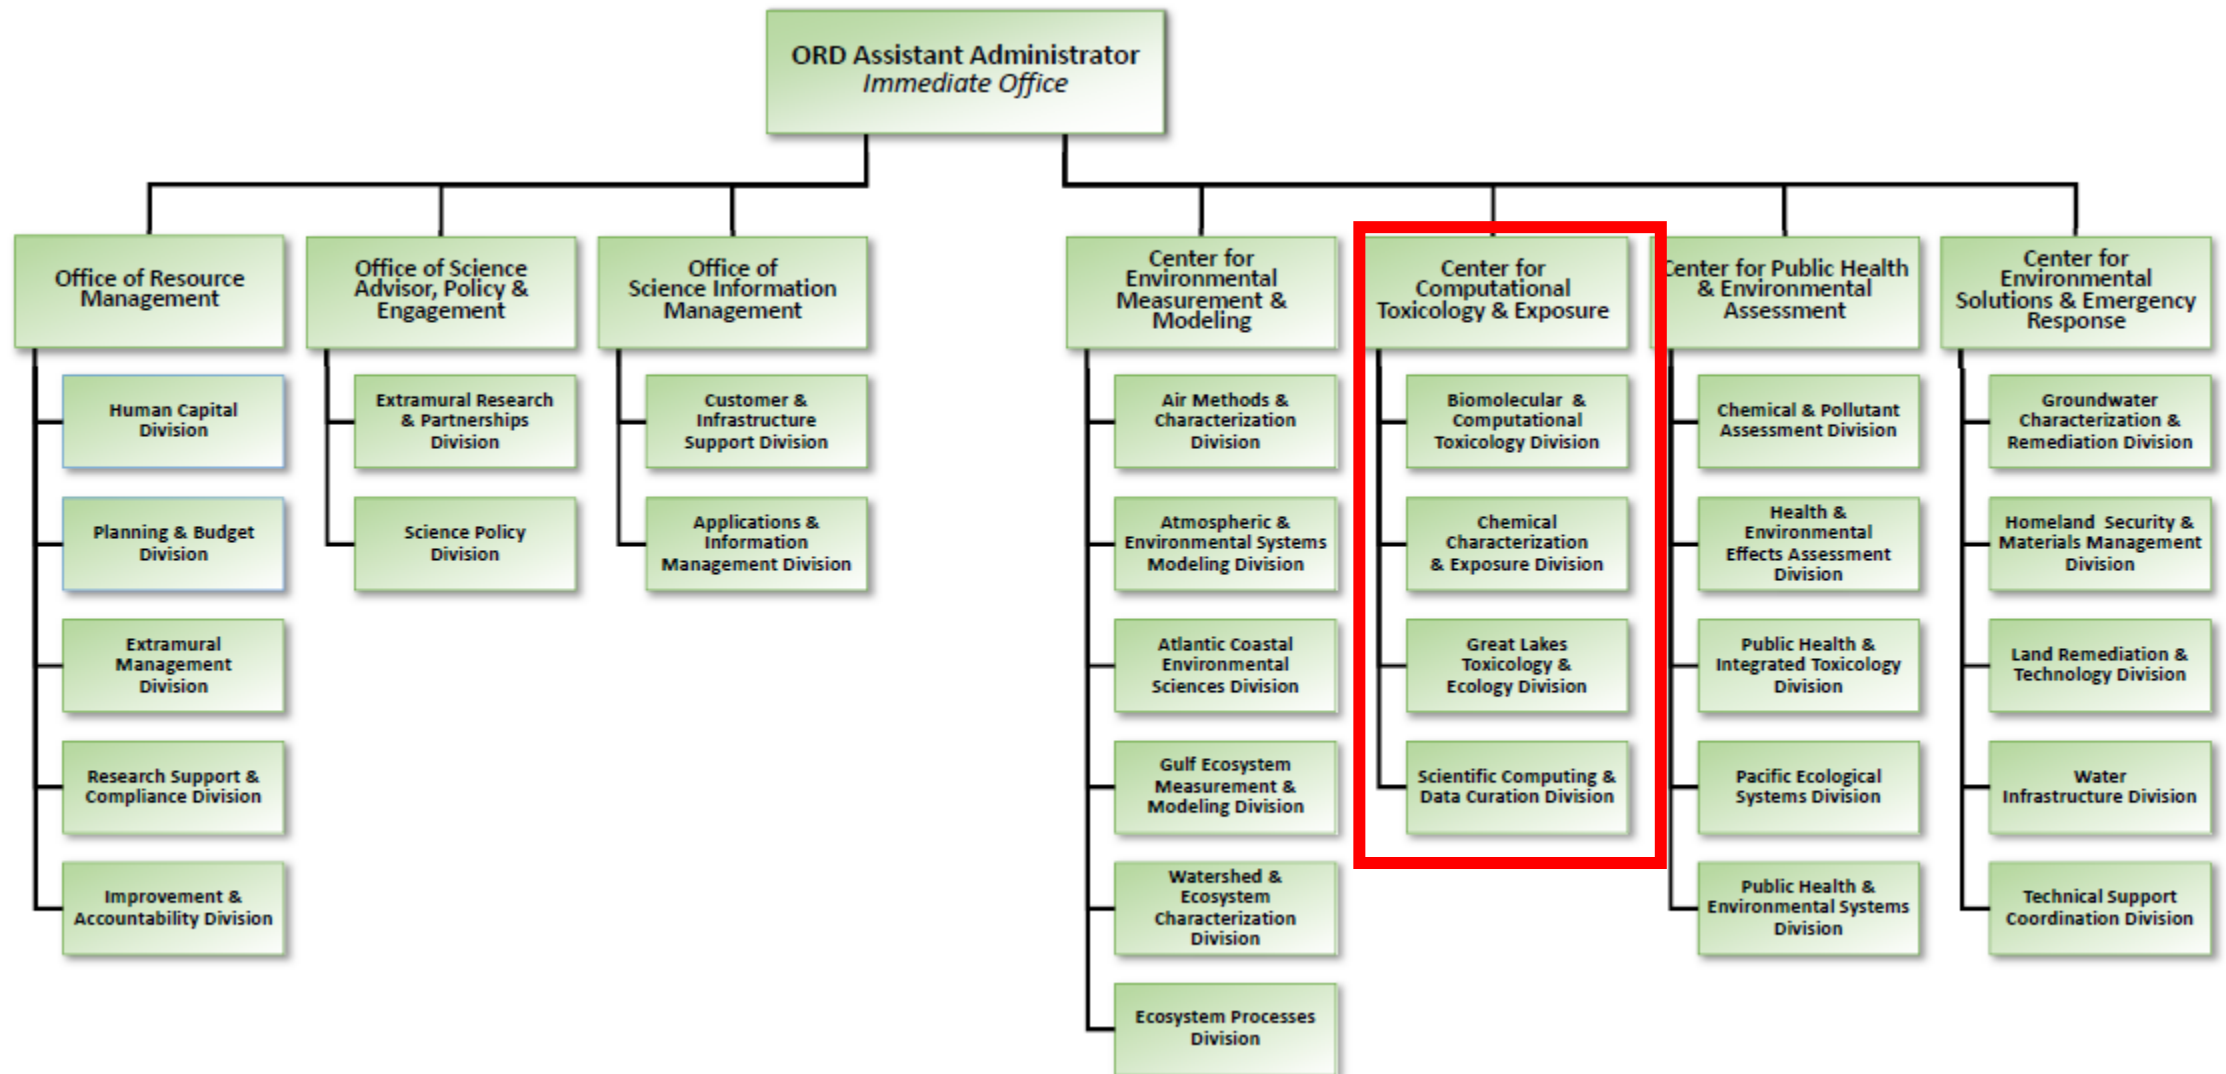 ORD Assistant Administrator
Immediate Office
Office of Resource
Management
Human Capital
Division
Planning & Budget
Division
Extramural
Management
Division
Research Support &
Compliance Division
Improvement &
Accountability Division
Office of Science
Advisor, Policy &
Engagement
Extramural Research
& Partnerships
Division
Science Policy
Division
Office of
Science Information
Management
Customer &
Infrastructure
Support Division
Applications &
Information
Management Division
Center for
Environmental
Measurement &
Modeling
Air Methods &
Characterization
Division
Atmospheric &
Environmental Systems
Modeling Division
Atlantic Coastal
Environmental
Sciences Division
Gulf Ecosystem
Measurement &
Modeling Division
Watershed &
Ecosystem
Characterization
Division
Ecosystem Processes
Division
Center for
Computational
Toxicology & Exposure
Biomolecular &
Computational
Toxicology Division
Chemical
Characterization
& Exposure Division
Great Lakes
Toxicology &
Ecology Division
Scientific Computing &
Data Curation Division
Center for Public Health
& Environmental
Assessment
Chemical & Pollutant
Assessment Division
Health &
Environmental
Effects Assessment
Division
Public Health &
Integrated Toxicology
Division
Pacific Ecological
Systems Division
Public Health &
Environmental Systems
Division
Center for
Environmental
Solutions & Emergency
Response
Groundwater
Characterization &
Remediation Division
Homeland Security &
Materials Management
Division
Land Remediation &
Technology Division
Water
Infrastructure Division
Technical Support
Coordination Division